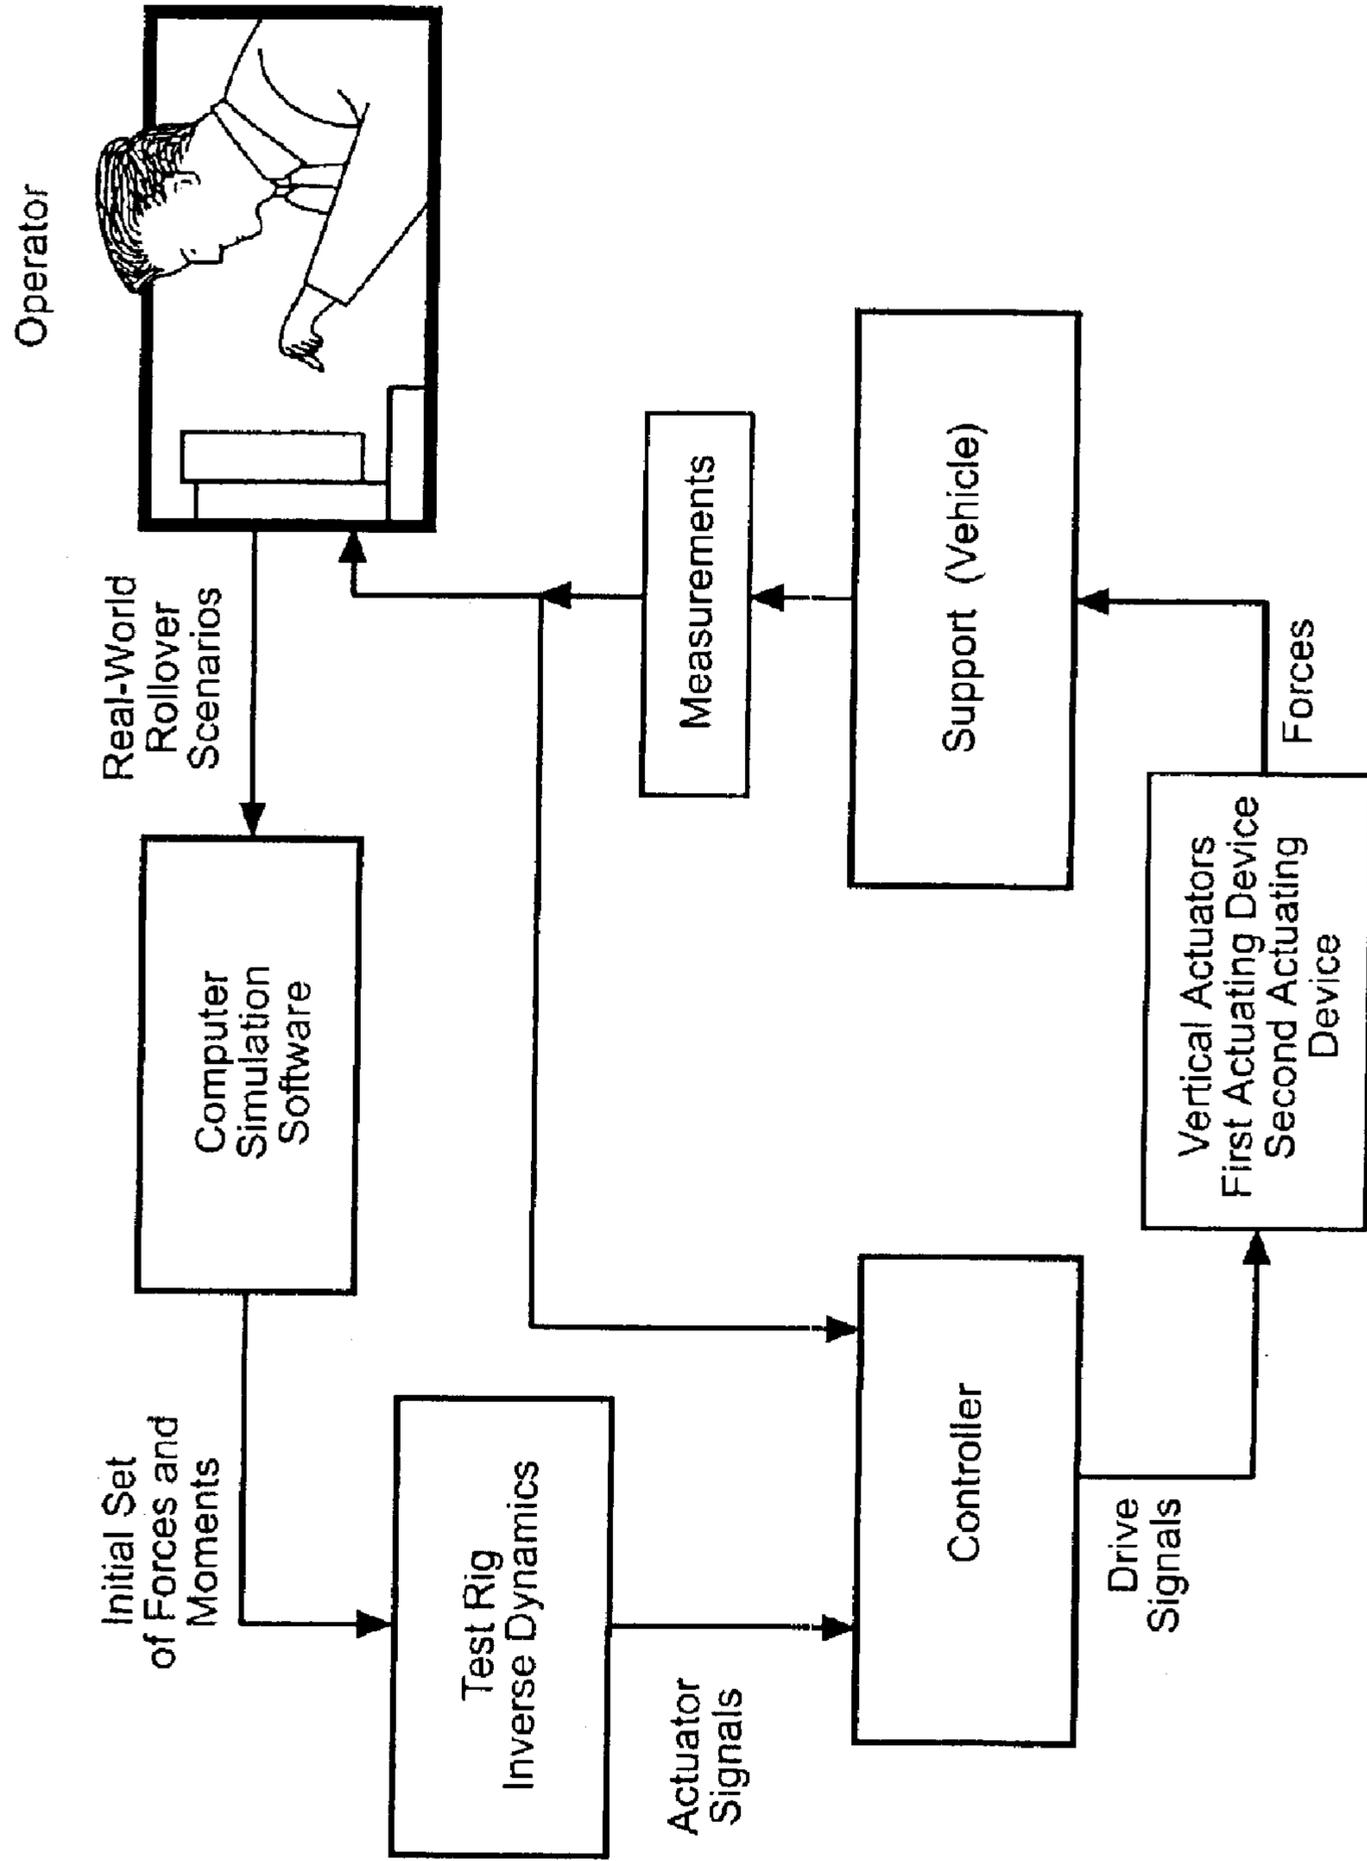 Operator
Real-World
Rollover
Scenarios
Computer
Simulation
Software
Initial Set
of Forces and
Moments
Test Rig
Inverse Dynamics
Actuator
Signals
Controller
Drive
Signals
Vertical Actuators
First Actuating Device
Second Actuating
Device
Forces
Support (Vehicle)
Measurements